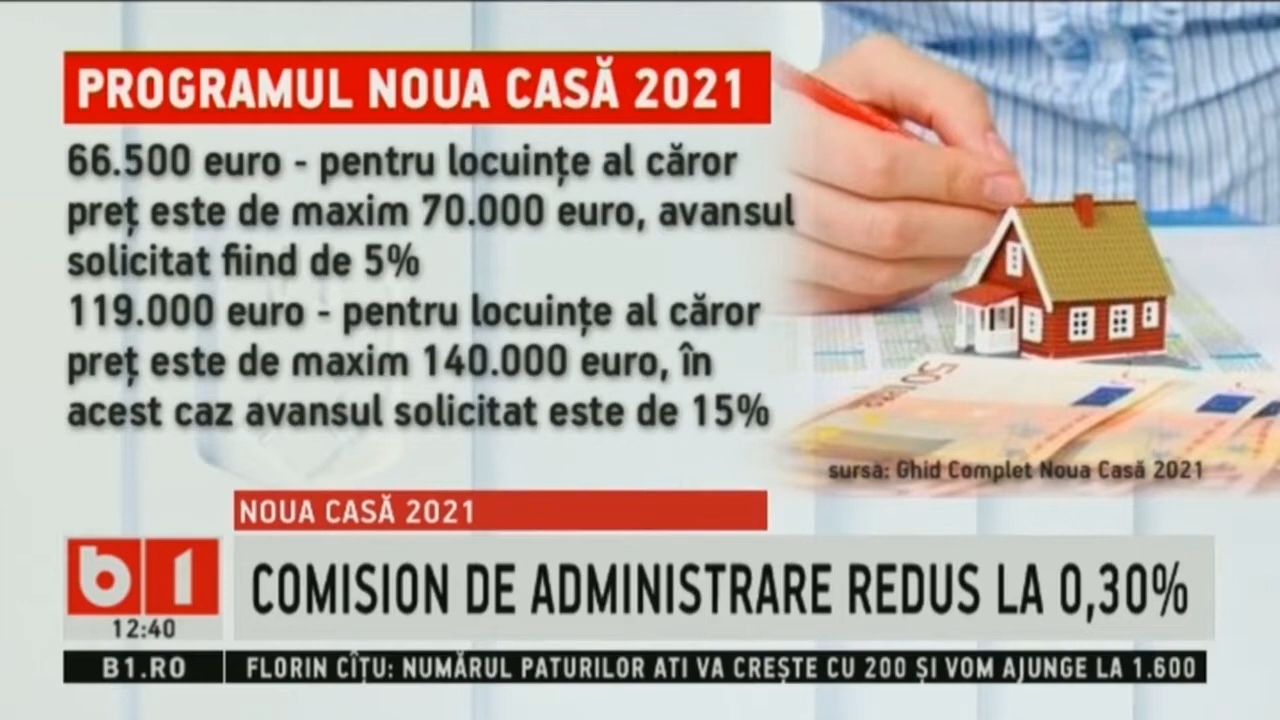 PROGRAMUL NOUA CASĂ 2021
66.500 euro - pentru locuințe al căror
preț este de maxim 70.000 euro, avansul
solicitat fiind de 5%
119.000 euro - pentru locuințe al căror
preț este de maxim 140.000 euro, în
acest caz avansul solicitat este de 15%
sursa: Ghid Complet Noua Casă 2021
NOUA CASĂ 2021
b1
COMISION DE ADMINISTRARE REDUS LA 0,30%
12:40
B1.RO
FLORIN CÎȚU: NUMĂRUL PATURILOR ATI VA CREȘTE CU 200 ȘI VOM AJUNGE LA 1.600